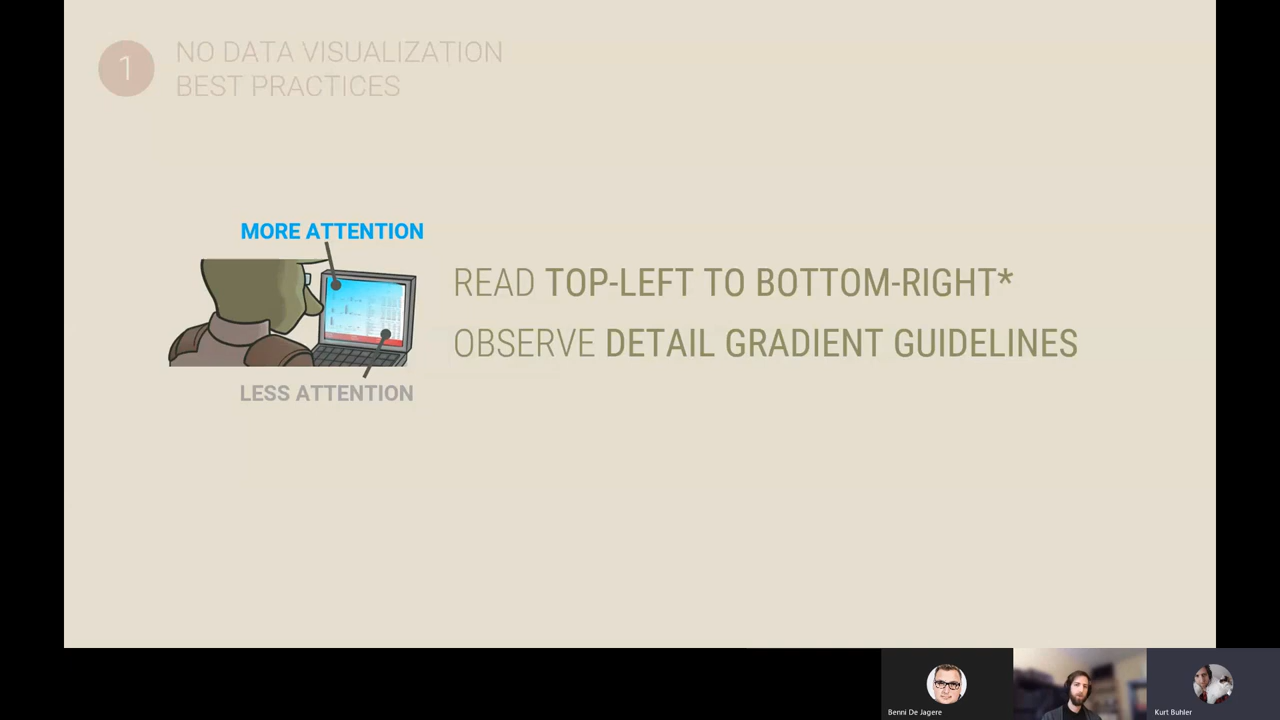 1
NO DATA VISUALIZATION
BEST PRACTICES
MORE ATTENTION
READ TOP-LEFT TO BOTTOM-RIGHT*
OBSERVE DETAIL GRADIENT GUIDELINES
LESS ATTENTION
Benni De Jagere
Kurt Buhler